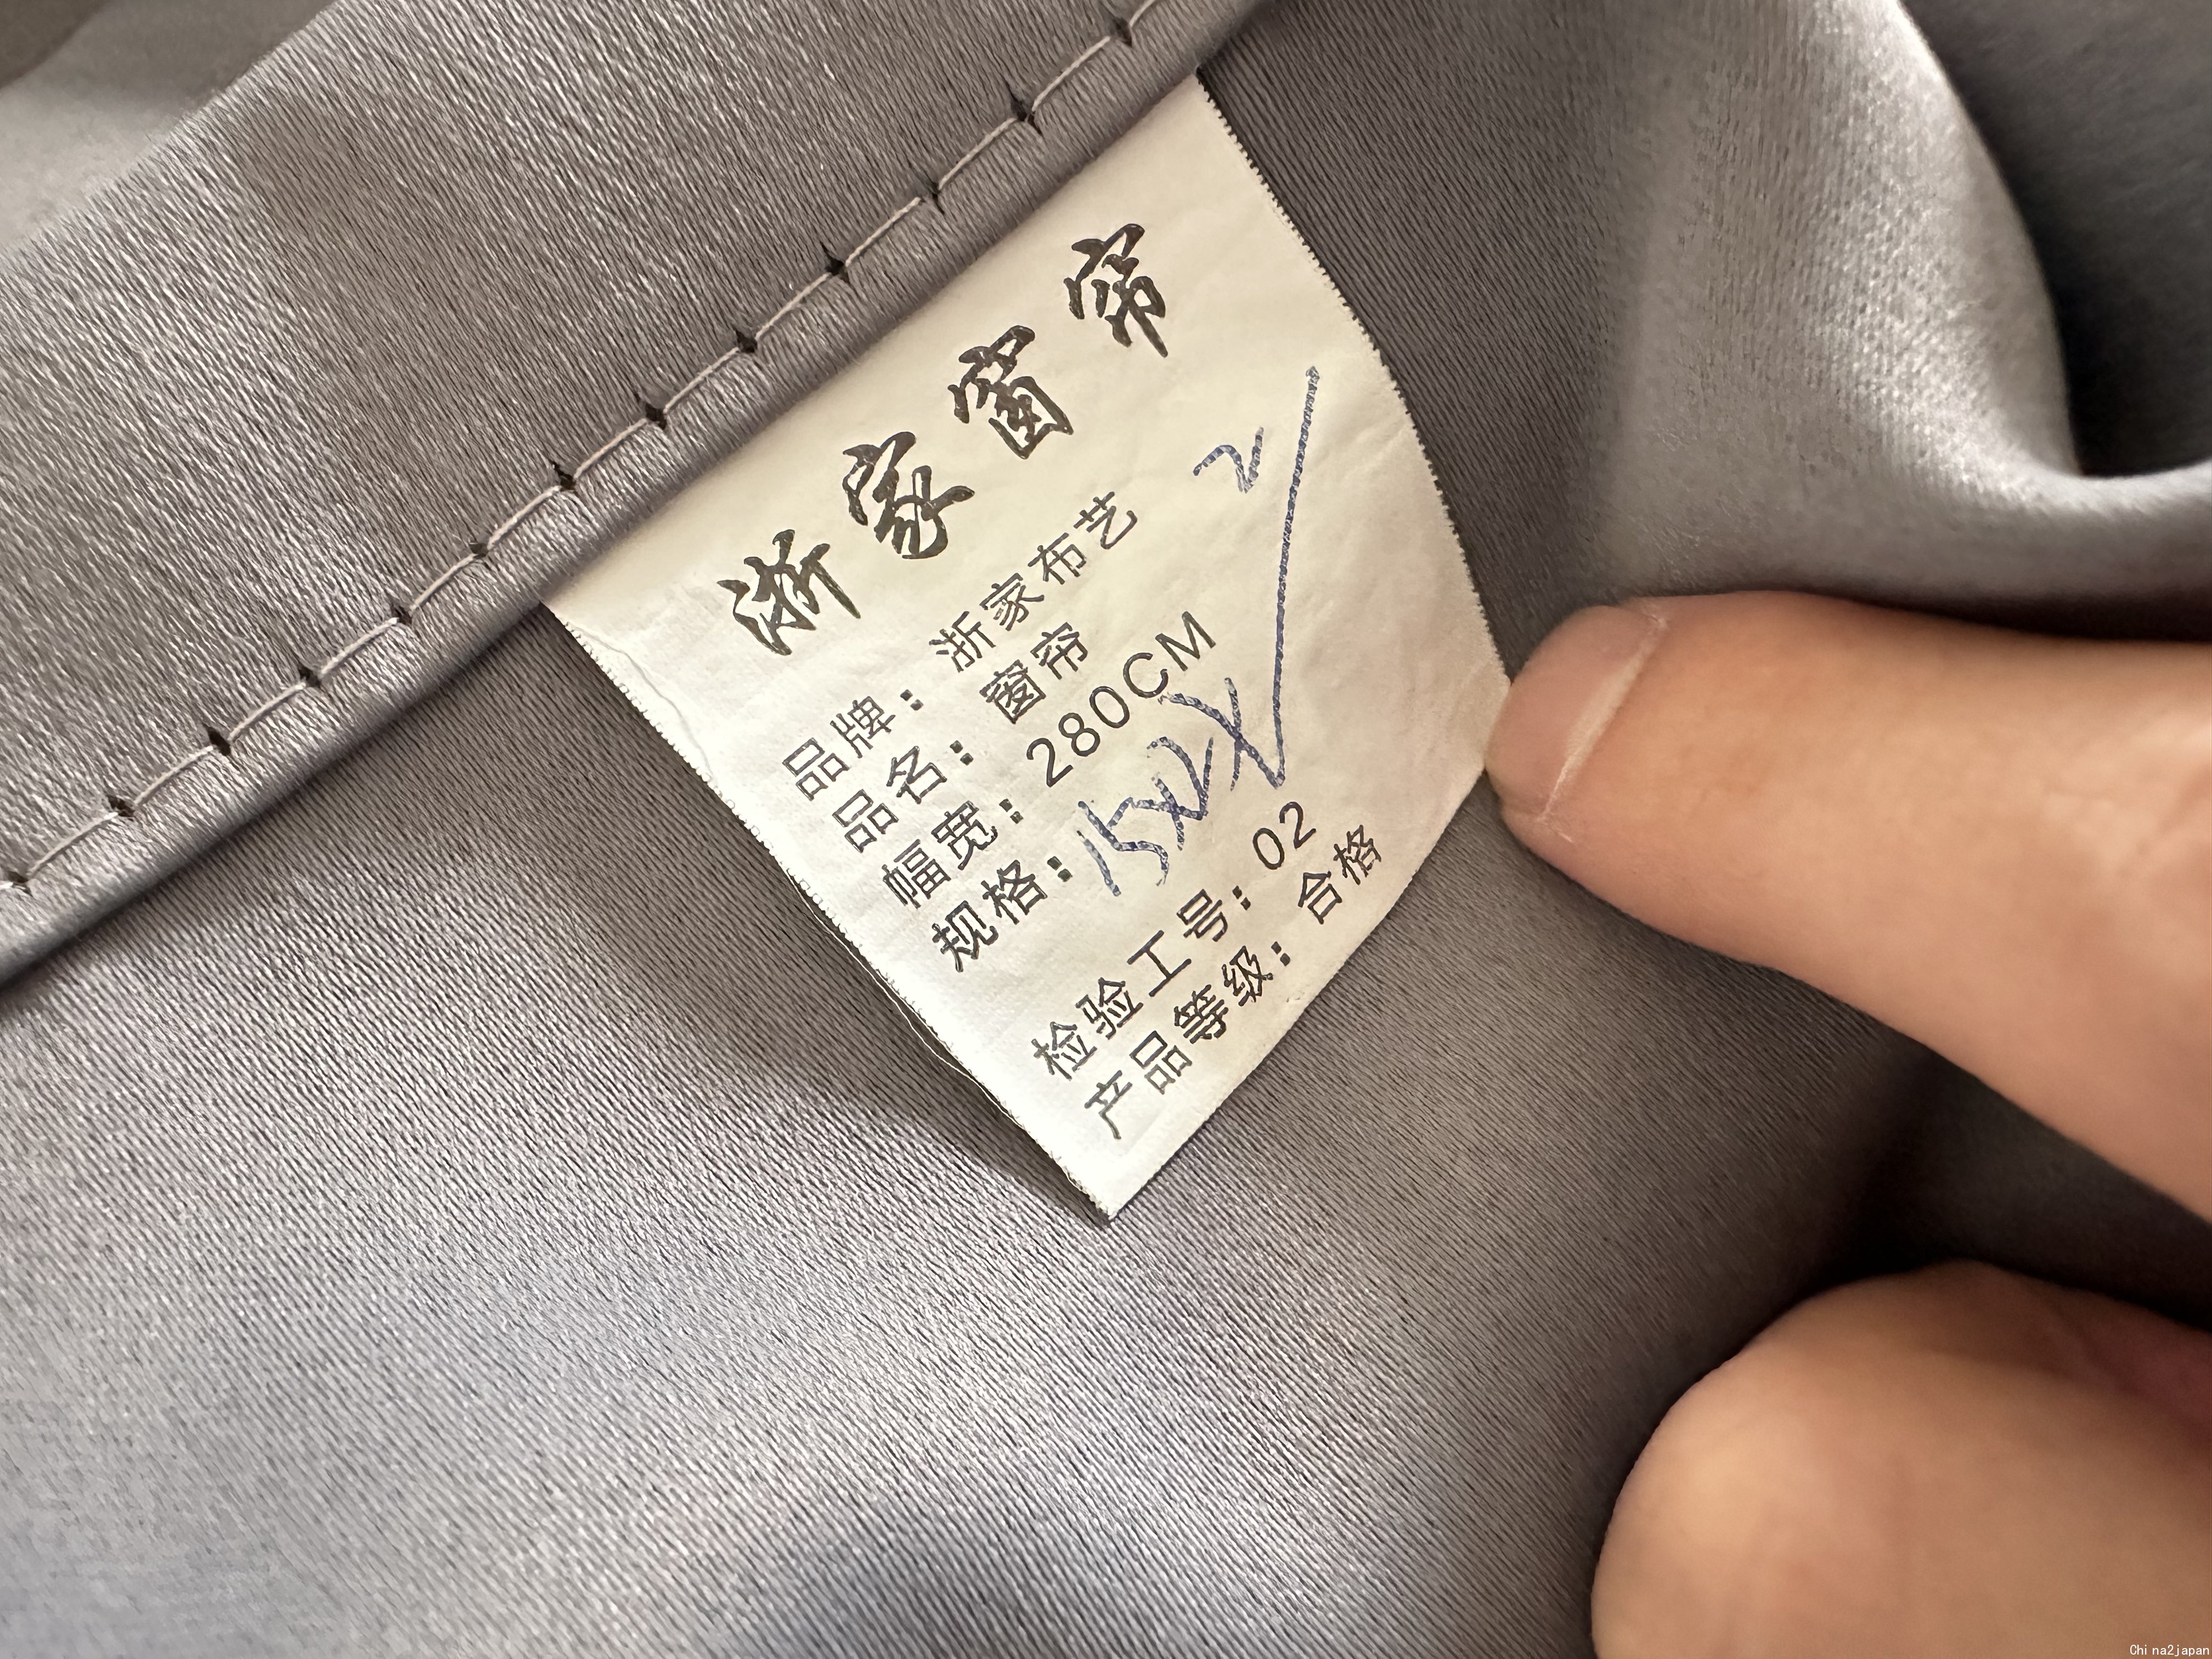 浙家窗帘
品牌：浙家布艺
品名：窗帘
幅宽：280CM
规格：
检验工号：02
产品等级：合格
2
China2japan